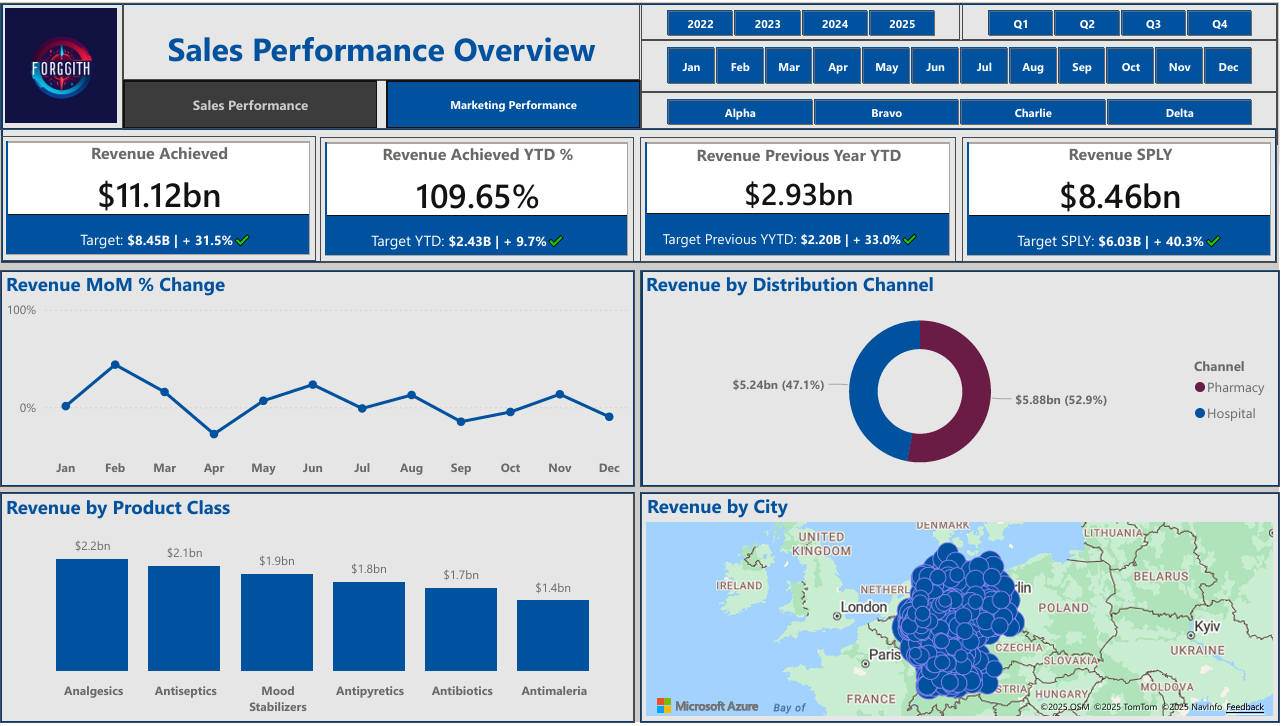 FORGGITH
Sales Performance Overview
Sales Performance
Marketing Performance
2022 2023 2024 2025
Q1 Q2 Q3 Q4
Jan Feb Mar Apr May Jun Jul Aug Sep Oct Nov Dec
Alpha Bravo Charlie Delta
Revenue Achieved
$11.12bn
Target: $8.45B | + 31.5%
Revenue Achieved YTD %
109.65%
Target YTD: $2.43B | + 9.7%
Revenue Previous Year YTD
$2.93bn
Target Previous YYTD: $2.20B | + 33.0%
Revenue SPLY
$8.46bn
Target SPLY: $6.03B | + 40.3%
Revenue MoM % Change
100%
0%
Jan Feb Mar Apr May Jun Jul Aug Sep Oct Nov Dec
Revenue by Distribution Channel
$5.24bn (47.1%)
$5.88bn (52.9%)
Channel
Pharmacy
Hospital
Revenue by Product Class
$2.2bn
$2.1bn
$1.9bn
$1.8bn
$1.7bn
$1.4bn
Analgesics
Antiseptics
Mood
Stabilizers
Antipyretics
Antibiotics
Antimaleria
Revenue by City
DENMARK
LITHUANIA
UNITED
KINGDOM
IRELAND
BELARUS
NETHERL
rlin
POLAND
London
Kyiv
UKRAINE
Paris
CZECHIA
SLOVAKIA
STRIA
HUNGARY
MOLDOVA
FRANCE
Microsoft Azure
Bay of
©2025 OSM ©2025 TomTom ©2025 NavInfo Feedback